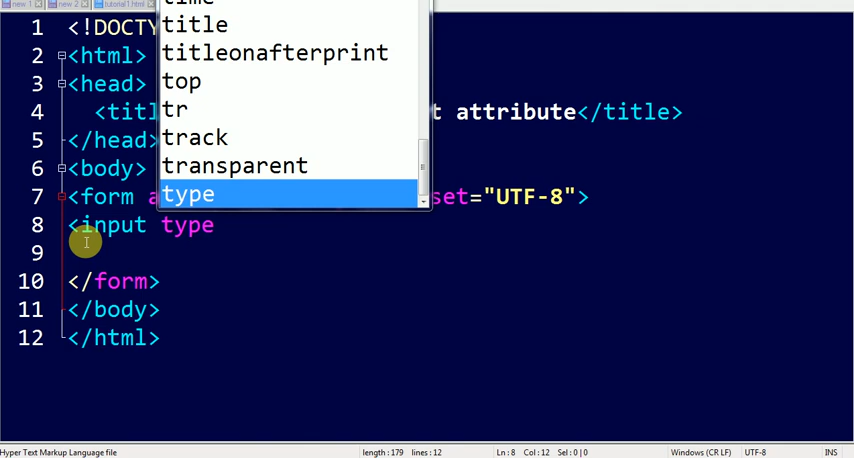 new 1 new 2 tutorial1.html
time
1 <!DOCTY
title
titleonafterprint
2 <html>
top
3 <head>
tr
4 <titl t attribute</title>
track
5 </head>
transparent
6 <body>
type
7 <form a set="UTF-8">
8 <input type
9
10 </form>
11 </body>
12 </html>
Hyper Text Markup Language file length : 179 lines : 12 Ln : 8 Col : 12 Sel : 0 | 0 Windows (CR LF) UTF-8 INS